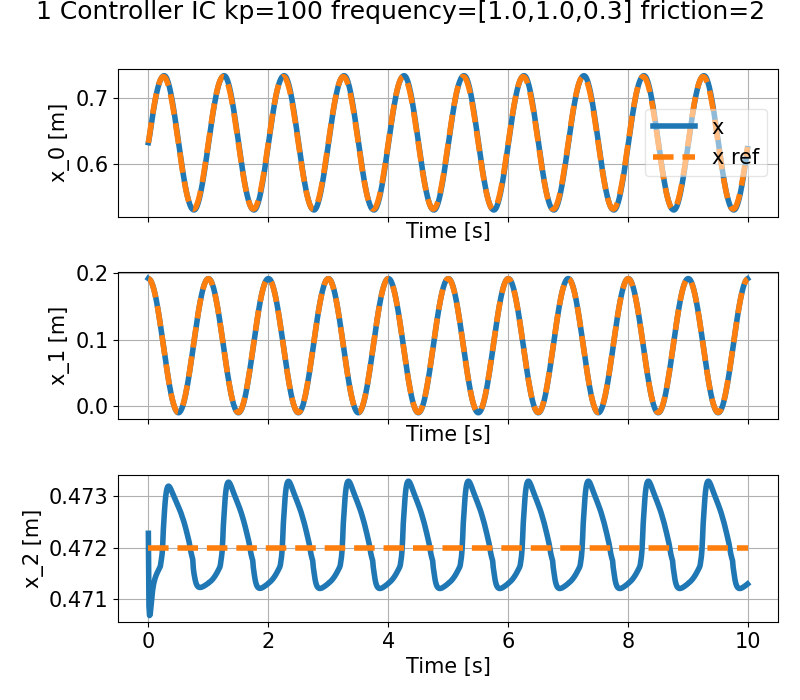 1 Controller IC kp=100 frequency=[1.0,1.0,0.3] friction=2
0.7
0.6
x_0 [m]
x
x ref
Time [s]
0.2
0.1
0.0
x_1 [m]
Time [s]
0.473
0.472
0.471
x_2 [m]
0 2 4 6 8 10
Time [s]